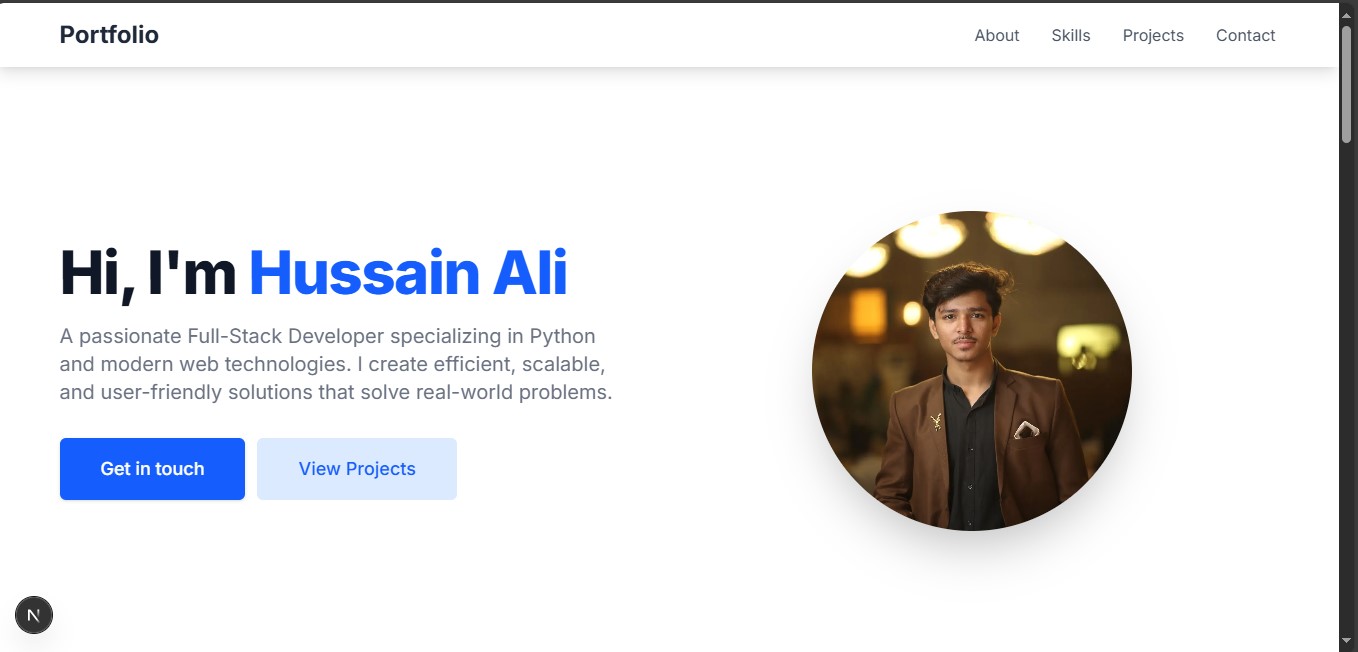 Portfolio
About Skills Projects Contact
Hi, I'm Hussain Ali
A passionate Full-Stack Developer specializing in Python
and modern web technologies. I create efficient, scalable,
and user-friendly solutions that solve real-world problems.
Get in touch
View Projects
N